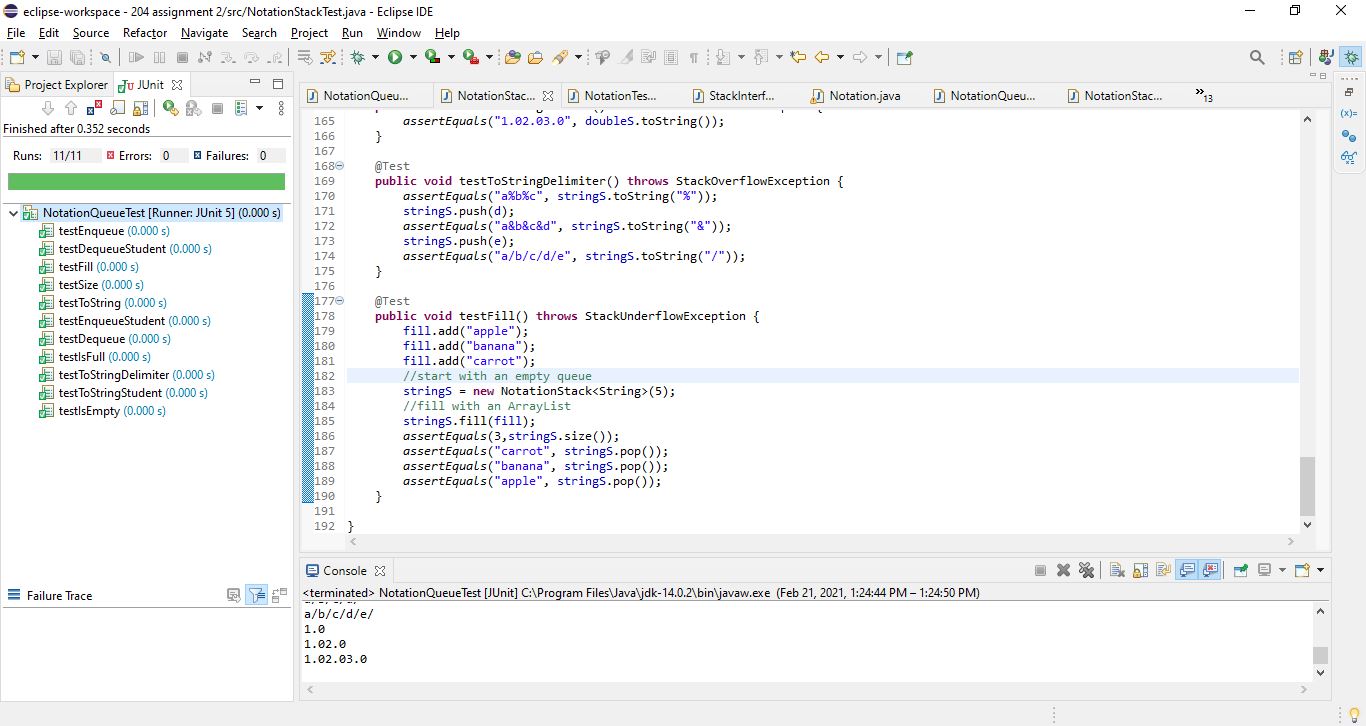 eclipse-workspace - 204 assignment 2/src/NotationStackTest.java - Eclipse IDE
File Edit Source Refactor Navigate Search Project Run Window Help
Project Explorer JUnit
Finished after 0.352 seconds
Runs: 11/11 Errors: 0 Failures: 0
NotationQueueTest [Runner: JUnit 5] (0.000 s)
testEnqueue (0.000 s)
testDequeueStudent (0.000 s)
testFill (0.000 s)
testSize (0.000 s)
testToString (0.000 s)
testEnqueueStudent (0.000 s)
testDequeue (0.000 s)
testIsFull (0.000 s)
testToStringDelimiter (0.000 s)
testToStringStudent (0.000 s)
testIsEmpty (0.000 s)
Failure Trace
NotationQueu... NotationStac... NotationTes... StackInterf... Notation.java NotationQueu... NotationStac... »13
165 assertEquals("1.02.03.0", doubleS.toString());
166 }
167
168 @Test
169 public void testToStringDelimiter() throws StackOverflowException {
170 assertEquals("a%b%c", stringS.toString("%"));
171 stringS.push(d);
172 assertEquals("a&b&c&d", stringS.toString("&"));
173 stringS.push(e);
174 assertEquals("a/b/c/d/e", stringS.toString("/"));
175 }
176
177 @Test
178 public void testFill() throws StackUnderflowException {
179 fill.add("apple");
180 fill.add("banana");
181 fill.add("carrot");
182 //start with an empty queue
183 stringS = new NotationStack<String>(5);
184 //fill with an ArrayList
185 stringS.fill(fill);
186 assertEquals(3,stringS.size());
187 assertEquals("carrot", stringS.pop());
188 assertEquals("banana", stringS.pop());
189 assertEquals("apple", stringS.pop());
190 }
191
192 }
Console
<terminated> NotationQueueTest [JUnit] C:\Program Files\Java\jdk-14.0.2\bin\javaw.exe (Feb 21, 2021, 1:24:44 PM – 1:24:50 PM)
a/b/c/d/e/
1.0
1.02.0
1.02.03.0